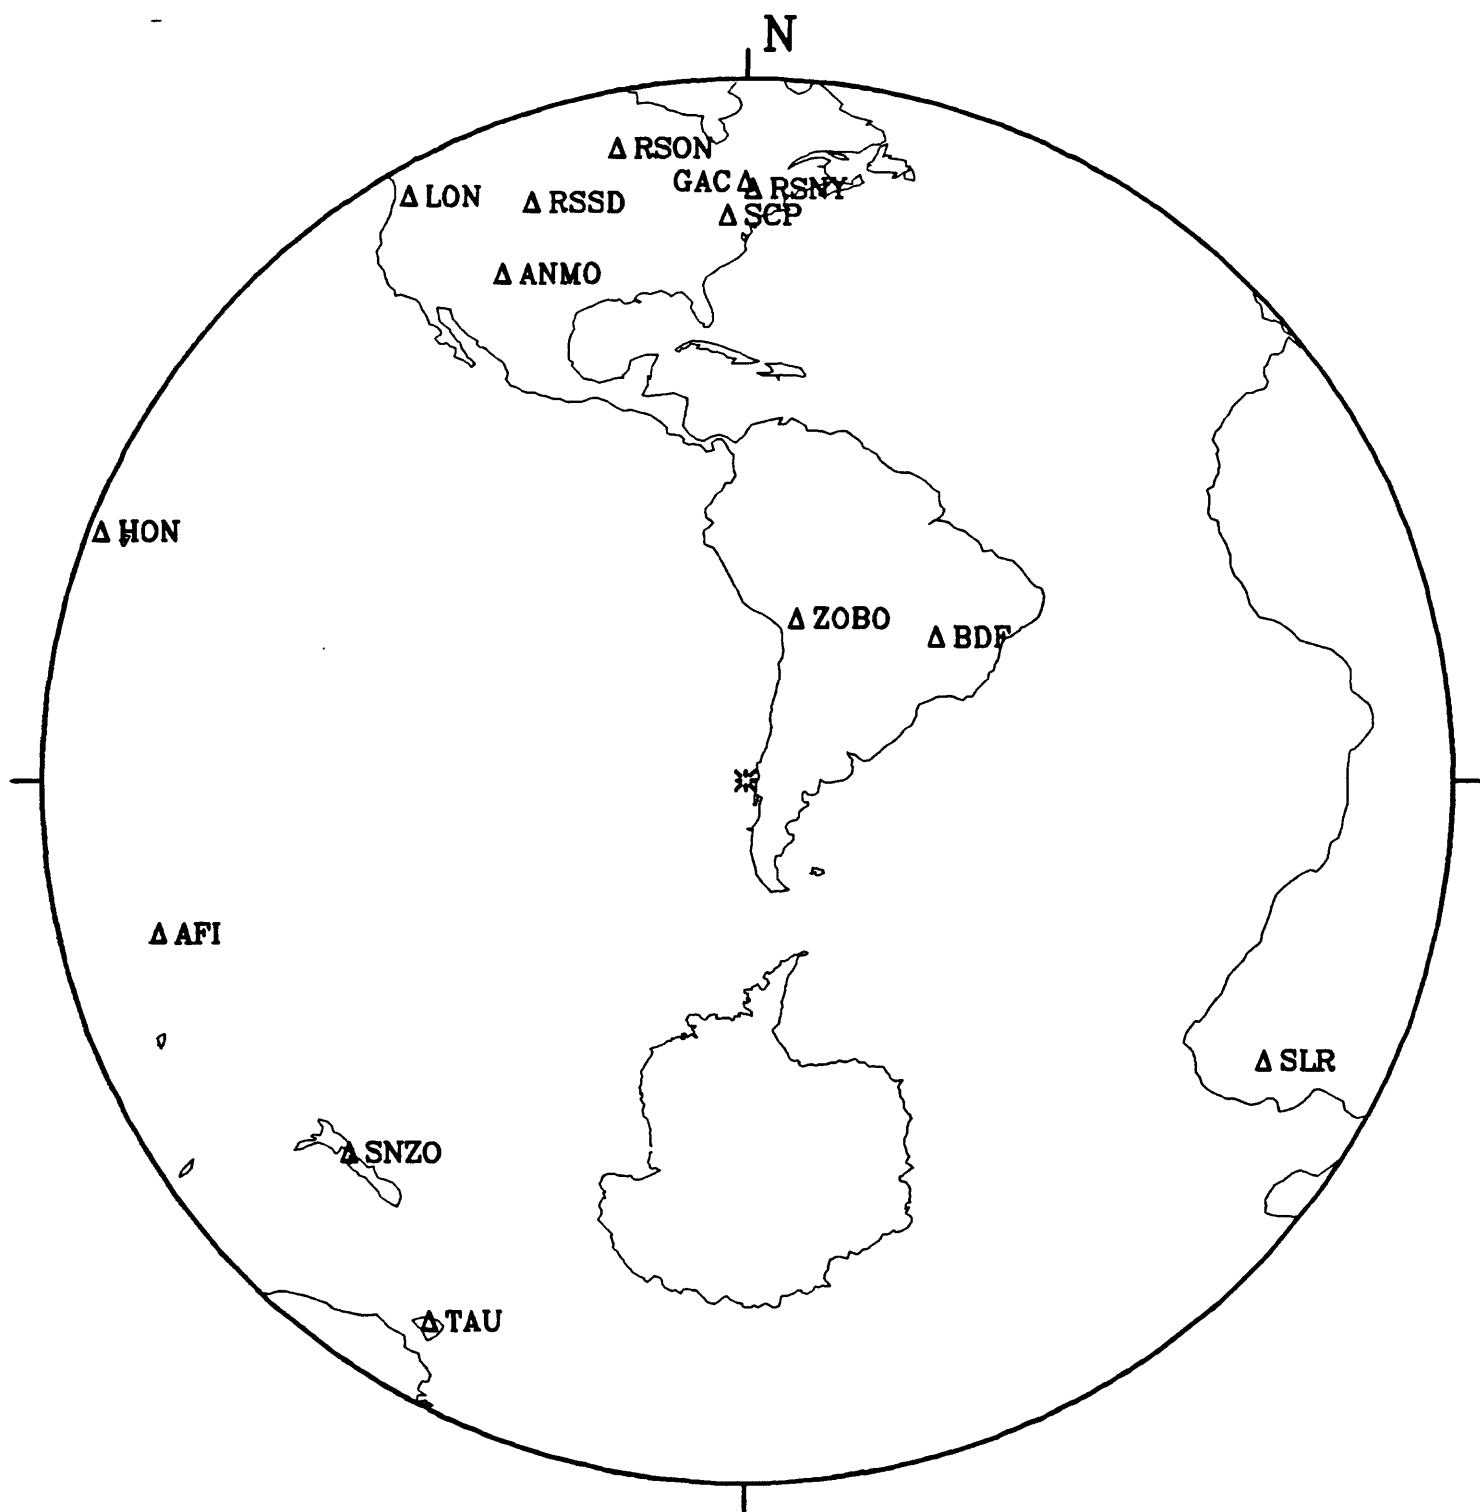 N
RSON
GAC
RSNY
LON
RSSD
SCP
ANMO
HON
ZOBO
BDF
AFI
SLR
SNZO
TAU